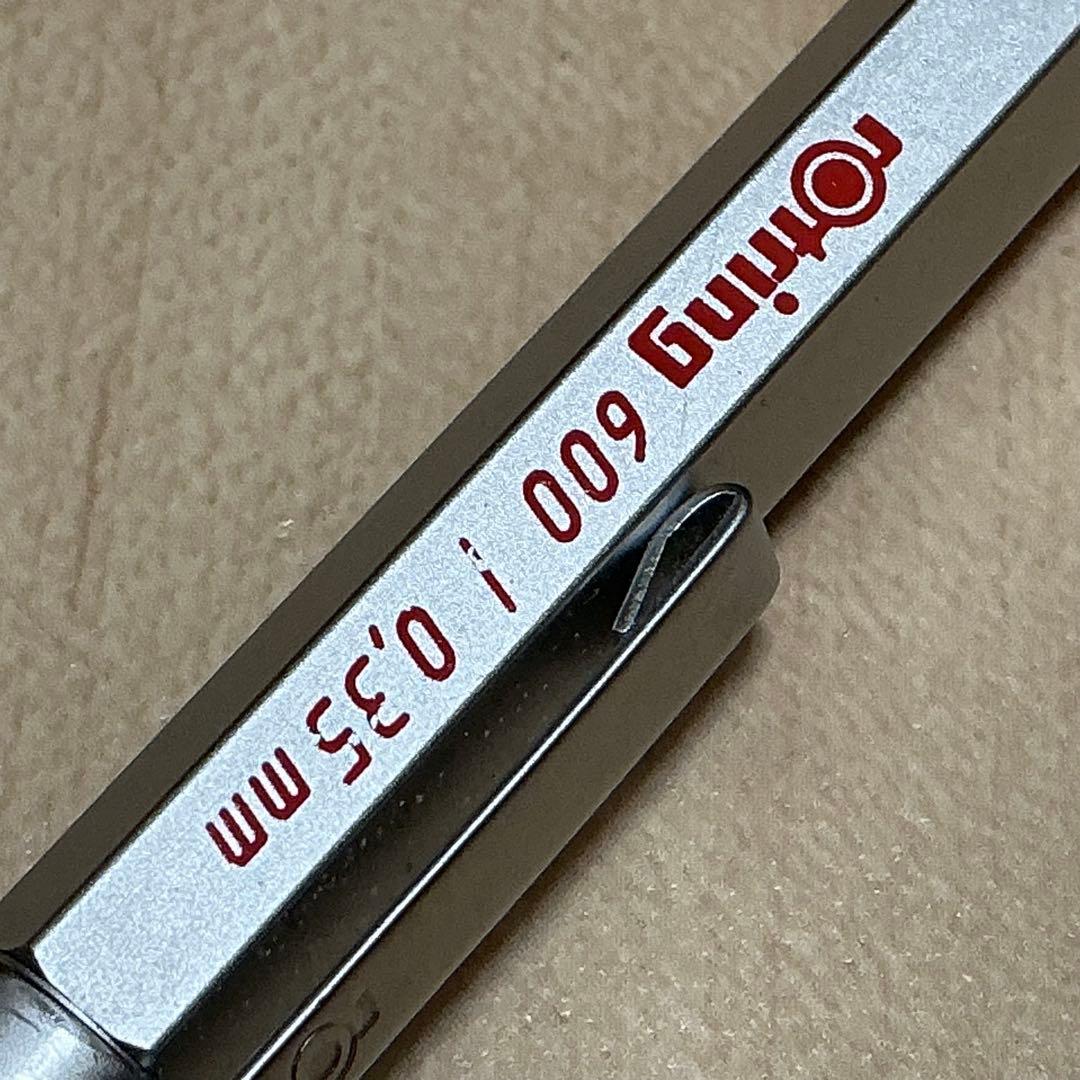 rotring 600 | 0,35 mm